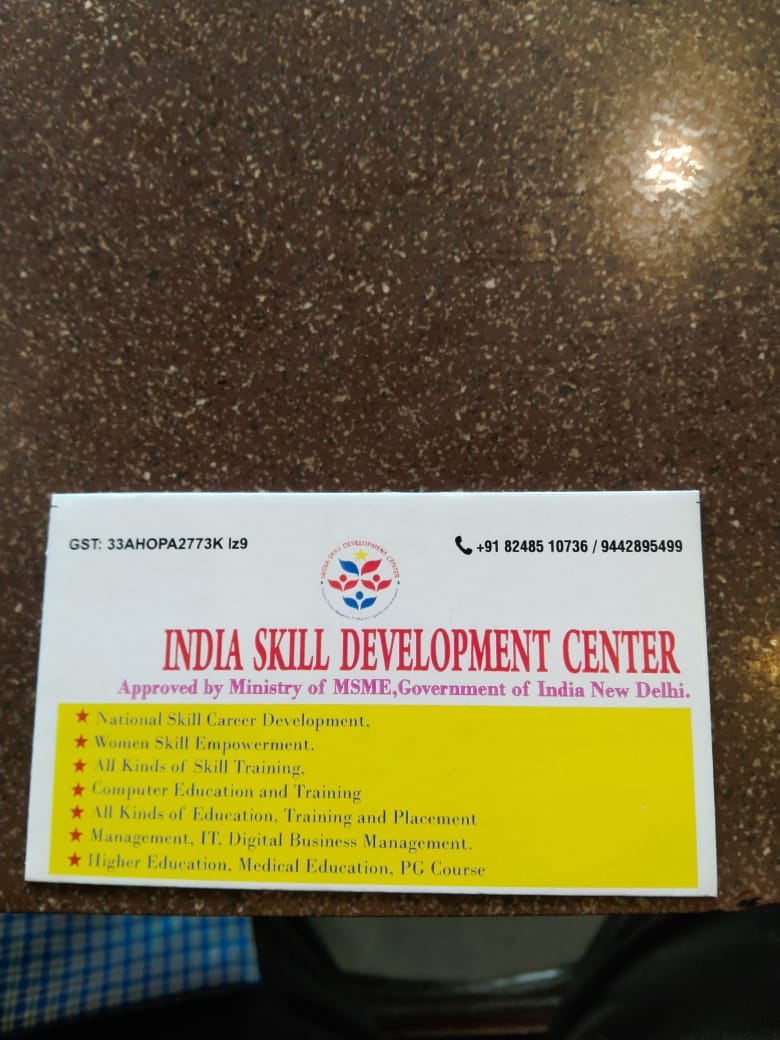 GST: 33AHOPA2773K lz9
+91 82485 10736 / 9442895499
INDIA SKILL DEVELOPMENT CENTER
INDIA SKILL DEVELOPMENT CENTER
Approved by Ministry of MSME,Government of India New Delhi.
National Skill Career Development.
Women Skill Empowerment.
All Kinds of Skill Training,
Computer Education and Training
All Kinds of Education, Training and Placement
Management, IT, Digital Business Management.
Higher Education, Medical Education, PG Course